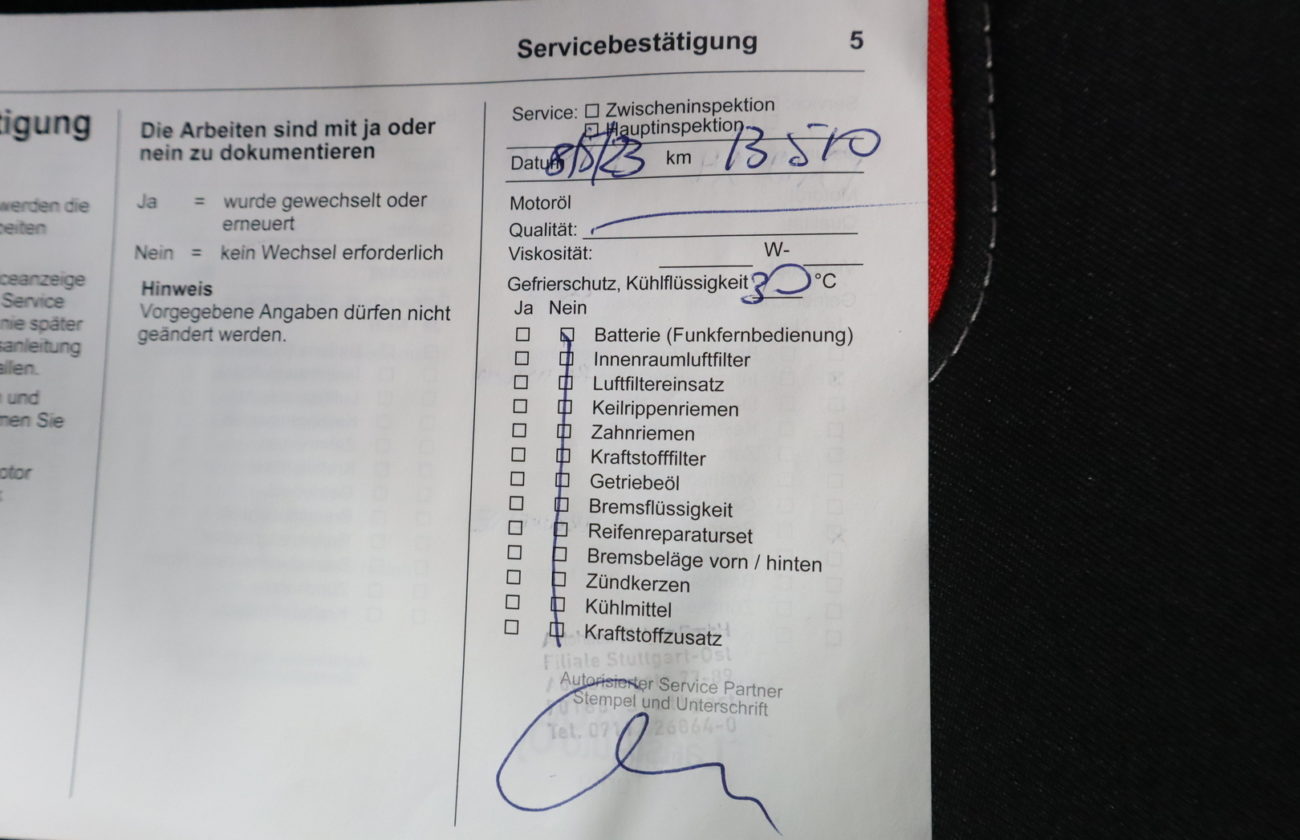 Servicebestätigung 5
tigung
werden die
beiten
ceanzeige
Service
nie später
sanleitung
allen.
und
men Sie
otor
Die Arbeiten sind mit ja oder
nein zu dokumentieren
Ja = wurde gewechselt oder
erneuert
Nein = kein Wechsel erforderlich
Hinweis
Vorgegebene Angaben dürfen nicht
geändert werden.
Service: Zwischeninspektion
Hauptinspektion
Datum 8/5/23 km 13 510
Motoröl
Qualität:
Viskosität: W-
Gefrierschutz, Kühlflüssigkeit 30 °C
Ja Nein
Batterie (Funkfernbedienung)
Innenraumluftfilter
Luftfiltereinsatz
Keilrippenriemen
Zahnriemen
Kraftstofffilter
Getriebeöl
Bremsflüssigkeit
Reifenreparaturset
Bremsbeläge vorn / hinten
Zündkerzen
Kühlmittel
Kraftstoffzusatz
Filiale Stuttgart-Ost
Autorisierter Service Partner
Stempel und Unterschrift